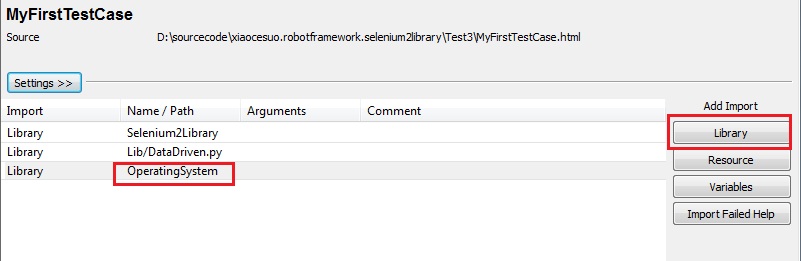 MyFirstTestCase
Source D:\sourcecode\xiaocesuo.robotframework.selenium2library\Test3\MyFirstTestCase.html
Settings >>
Import Name / Path Arguments Comment
Library Selenium2Library
Library Lib/DataDriven.py
Library OperatingSystem
Add Import
Library
Resource
Variables
Import Failed Help